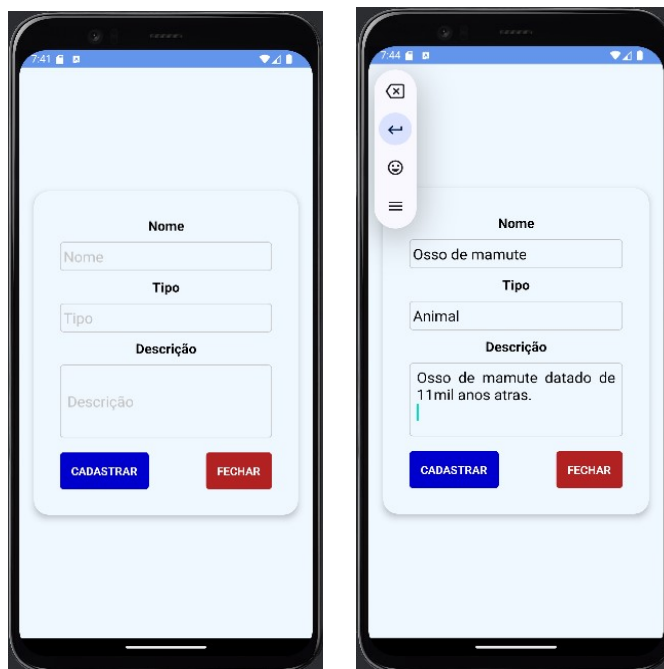 7:41
Nome
Nome
Tipo
Tipo
Descrição
Descrição
CADASTRAR
FECHAR
7:44
Nome
Osso de mamute
Tipo
Animal
Descrição
Osso de mamute datado de
11mil anos atras.
CADASTRAR
FECHAR